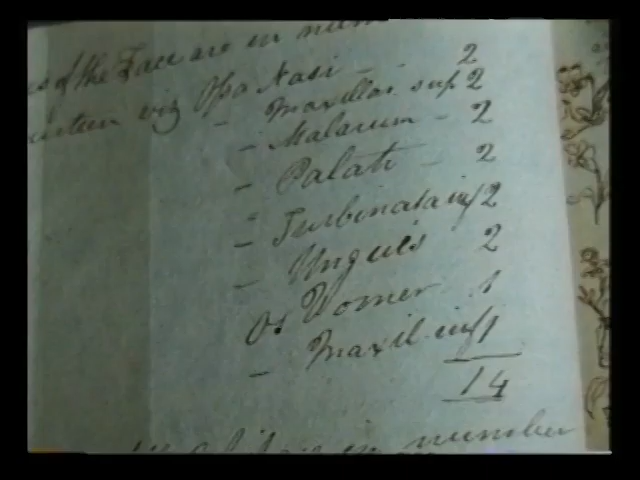 of the Face are in num
viz Ossa Nasi - 2
- Maxillar. sup 2
- Malarum - 2
- Palati - 2
- Turbinata inf 2
- Unguis 2
Os Vomer 1
- Maxil inf 1
14
in number